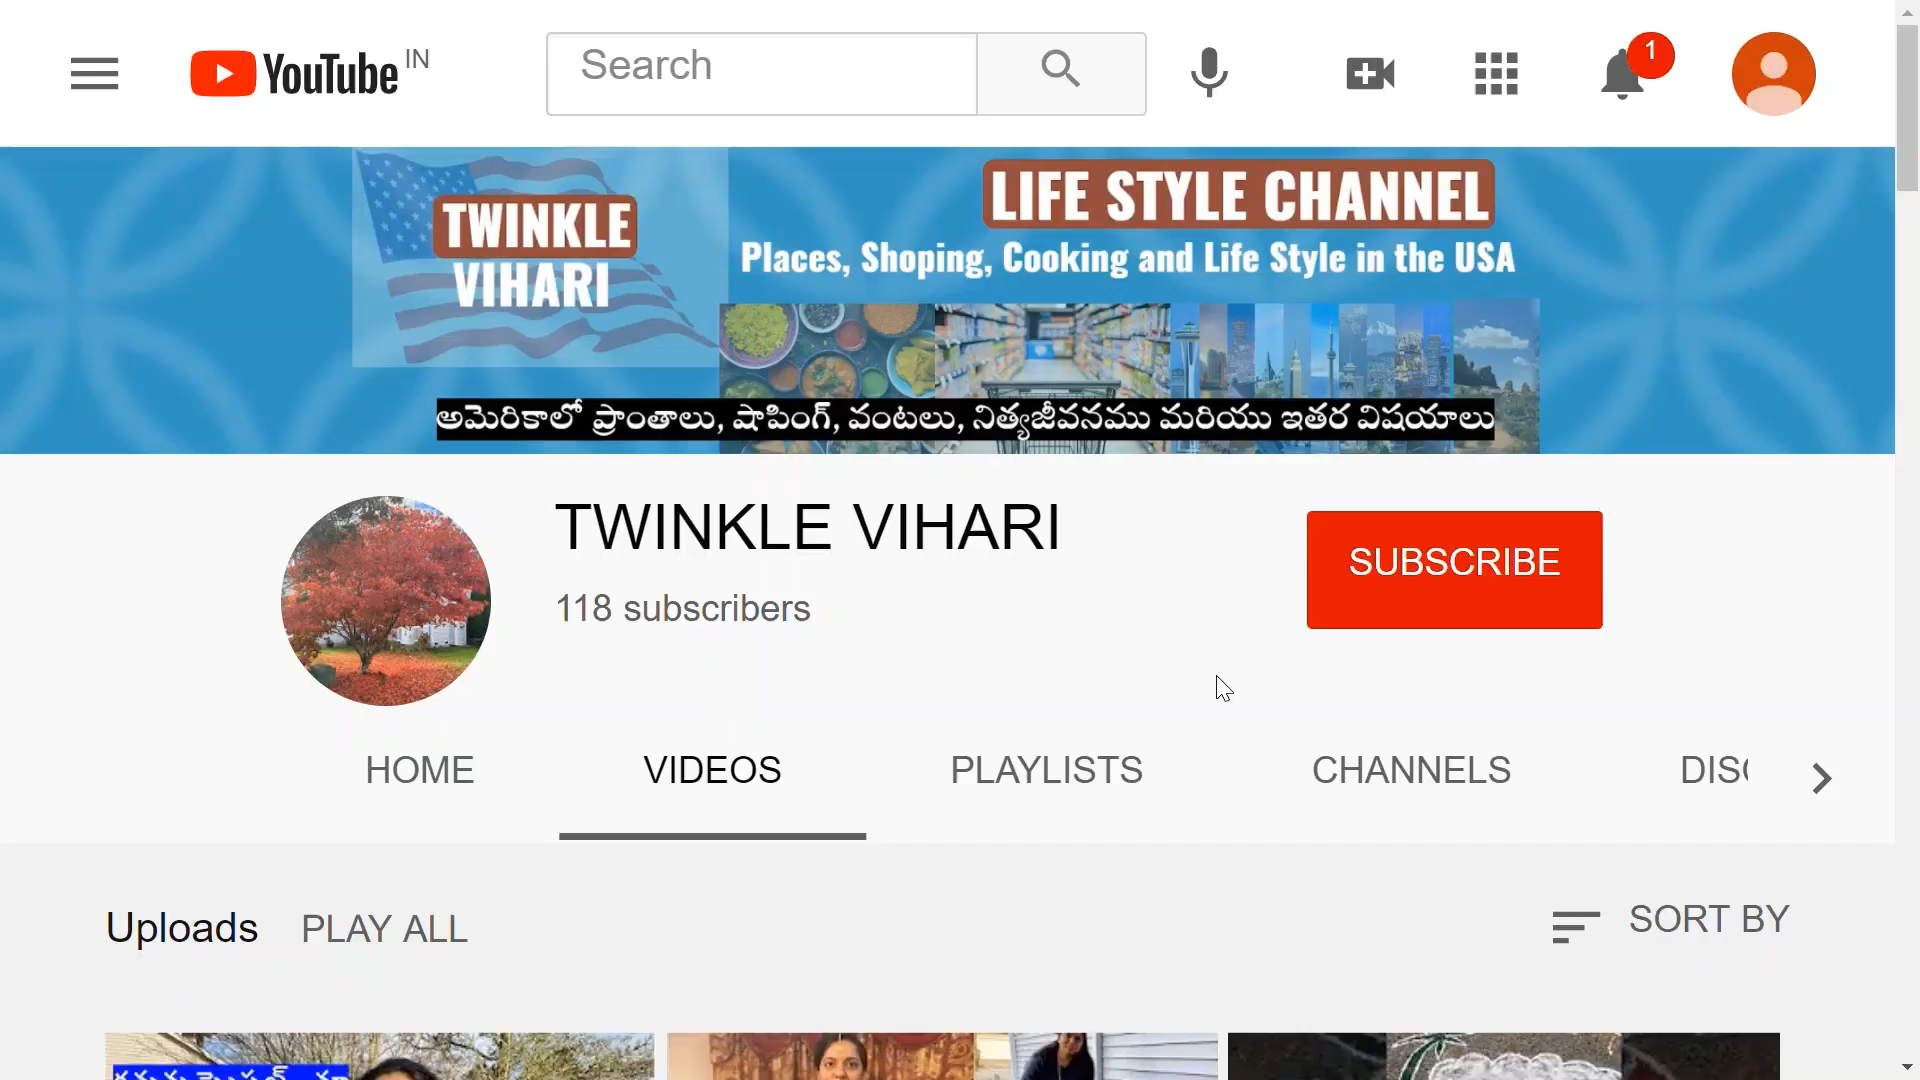 YouTube IN
Search
1
TWINKLE
VIHARI
LIFE STYLE CHANNEL
Places, Shoping, Cooking and Life Style in the USA
అమెరికాలో ప్రాంతాలు, షాపింగ్, వంటలు, నిత్యజీవనము మరియు ఇతర విషయాలు
TWINKLE VIHARI
118 subscribers
SUBSCRIBE
HOME
VIDEOS
PLAYLISTS
CHANNELS
Uploads
PLAY ALL
SORT BY